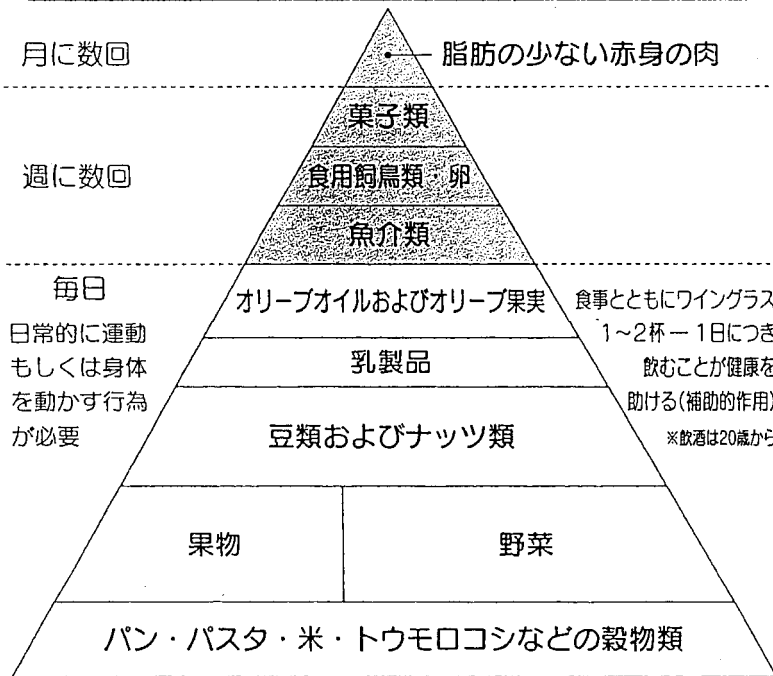 月に数回
脂肪の少ない赤身の肉
菓子類
週に数回
食用飼鳥類・卵
魚介類
毎日
日常的に運動
もしくは身体
を動かす行為
が必要
オリーブオイルおよびオリーブ果実
食事とともにワイングラス
1〜2杯ー1日につき
飲むことが健康を
助ける(補助的作用)
※飲酒は20歳から
乳製品
豆類およびナッツ類
果物
野菜
パン・パスタ・米・トウモロコシなどの穀物類